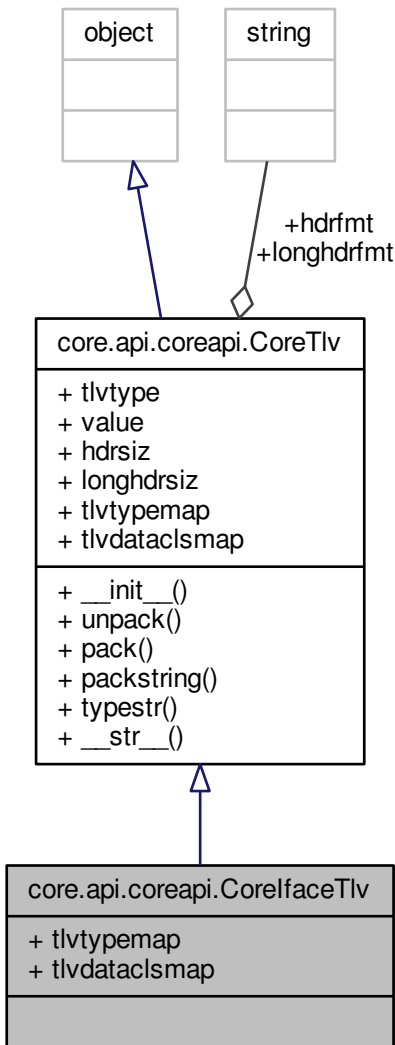 object
string
+hdrfmt
+longhdrfmt
core.api.coreapi.CoreTlv
+ tlvtype
+ value
+ hdrsiz
+ longhdrsiz
+ tlvtypemap
+ tlvdataclsmap
+ __init__()
+ unpack()
+ pack()
+ packstring()
+ typestr()
+ __str__()
core.api.coreapi.CoreIfaceTlv
+ tlvtypemap
+ tlvdataclsmap